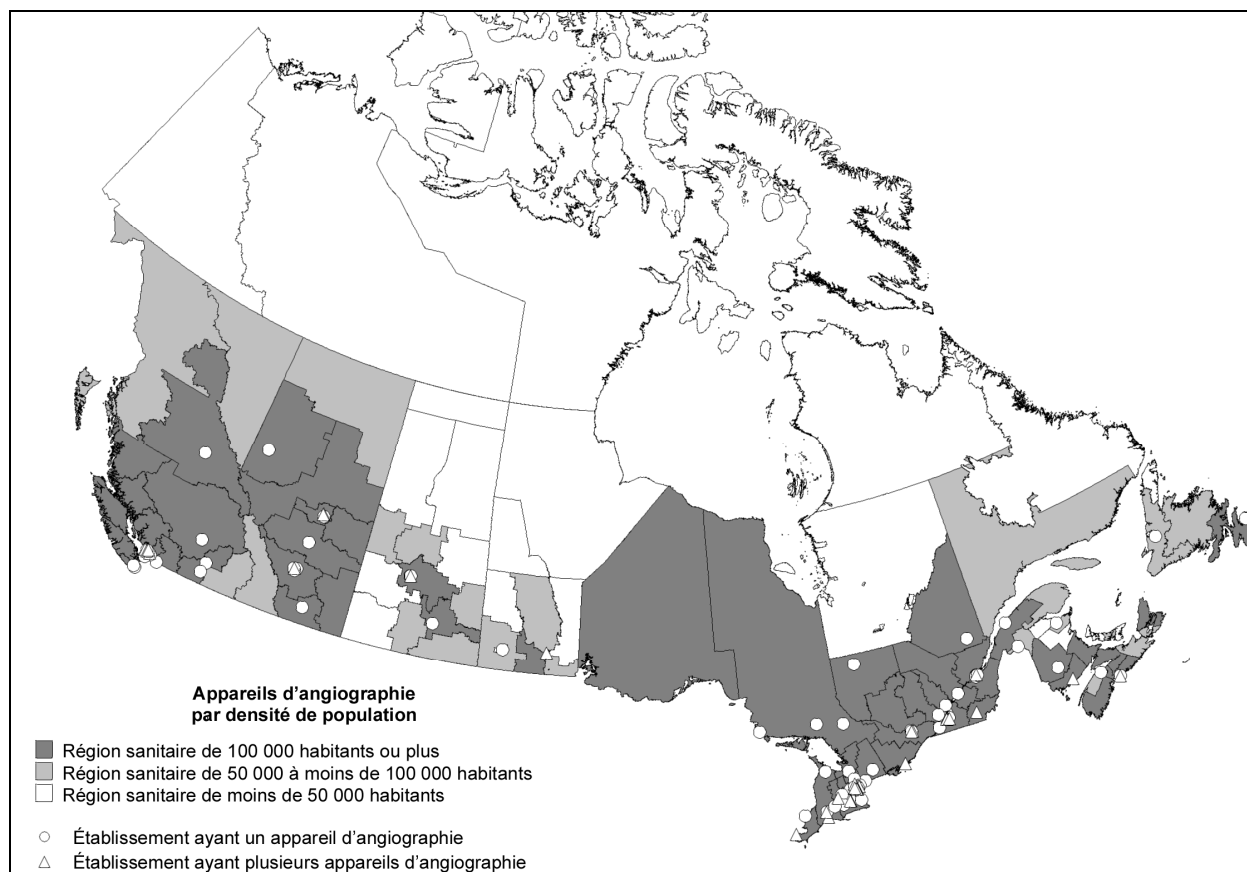 Appareils d'angiographie
par densité de population
Région sanitaire de 100 000 habitants ou plus
Région sanitaire de 50 000 à moins de 100 000 habitants
Région sanitaire de moins de 50 000 habitants
Établissement ayant un appareil d'angiographie
Établissement ayant plusieurs appareils d'angiographie